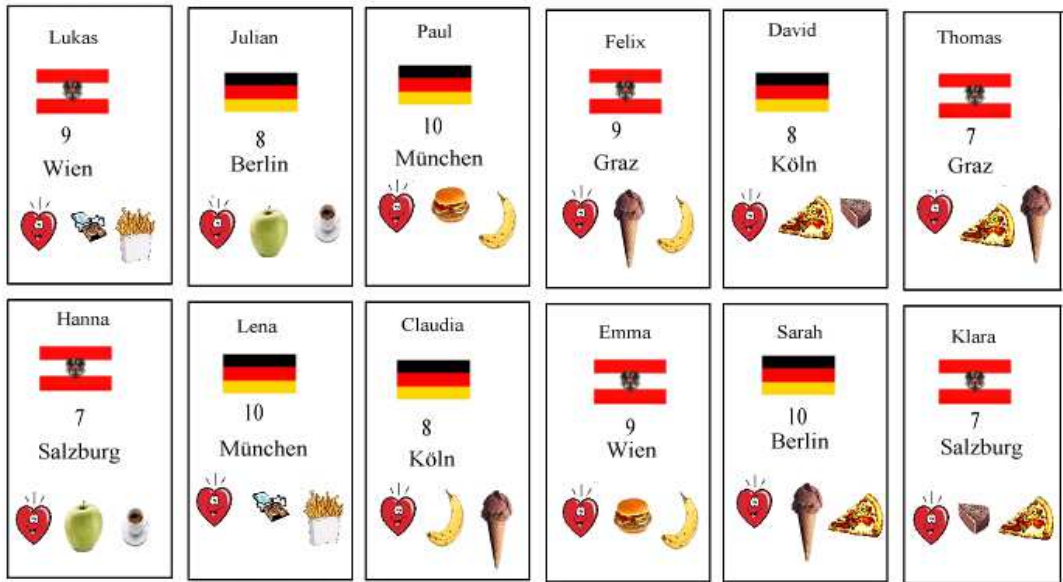 Lukas
9
Wien
Julian
8
Berlin
Paul
10
München
Felix
9
Graz
David
8
Köln
Thomas
7
Graz
Hanna
7
Salzburg
Lena
10
München
Claudia
8
Köln
Emma
9
Wien
Sarah
10
Berlin
Klara
7
Salzburg